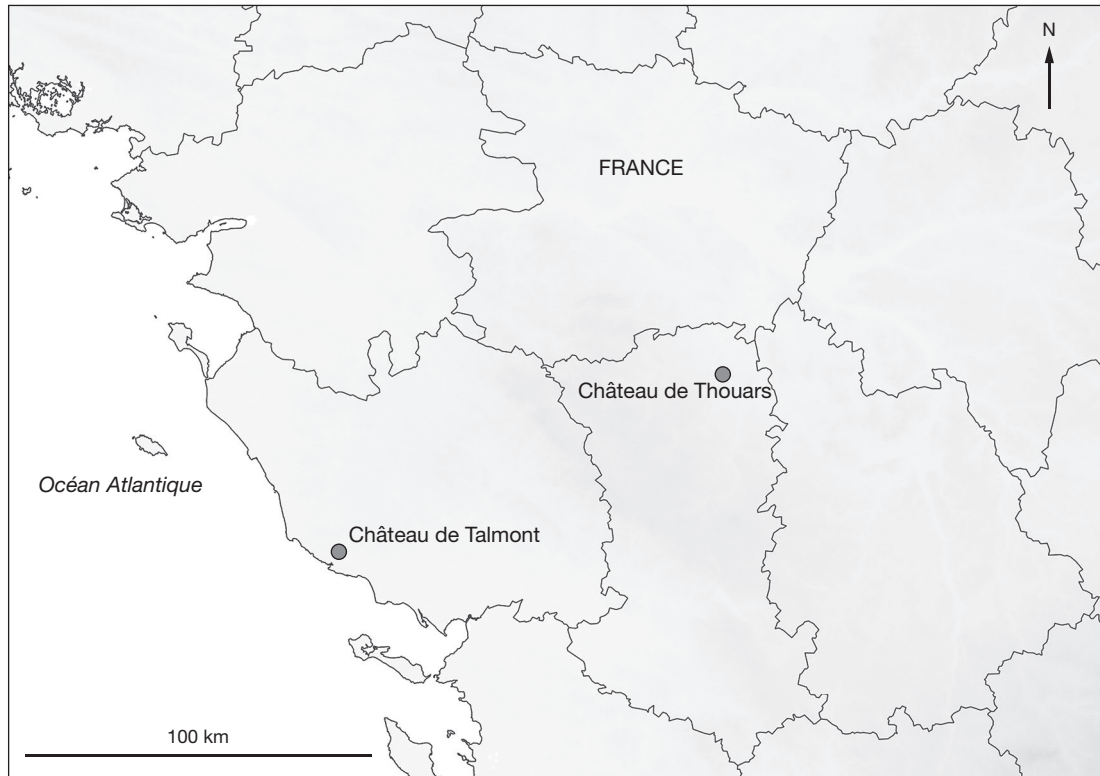 N
FRANCE
Château de Thouars
Océan Atlantique
Château de Talmont
100 km